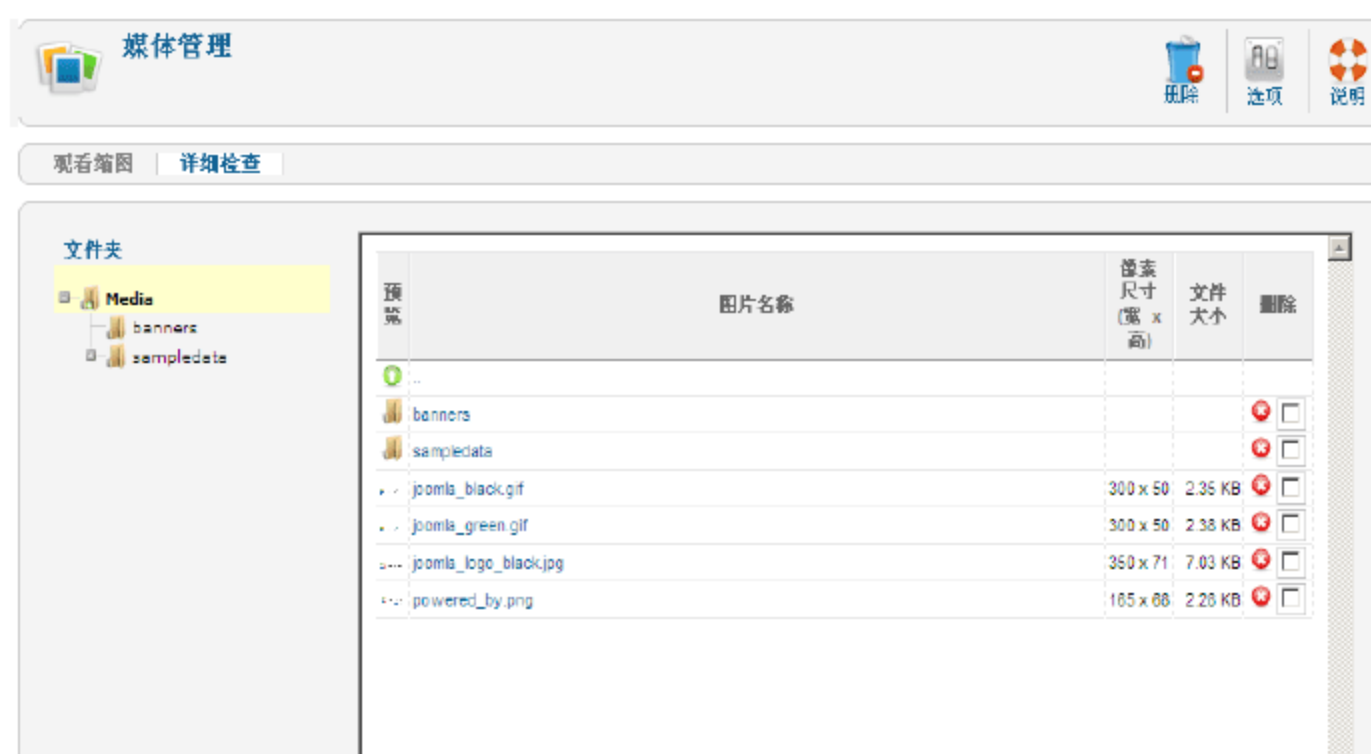 媒体管理
删除
选项
说明
观看缩图
详细检查
文件夹
Media
banners
sampledata
预览
图片名称
像素尺寸(宽 x 高)
文件大小
删除
..
banners
sampledata
joomla_black.gif 300 x 50 2.35 KB
joomla_green.gif 300 x 50 2.38 KB
joomla_logo_black.jpg 350 x 71 7.03 KB
powered_by.png 165 x 68 2.28 KB